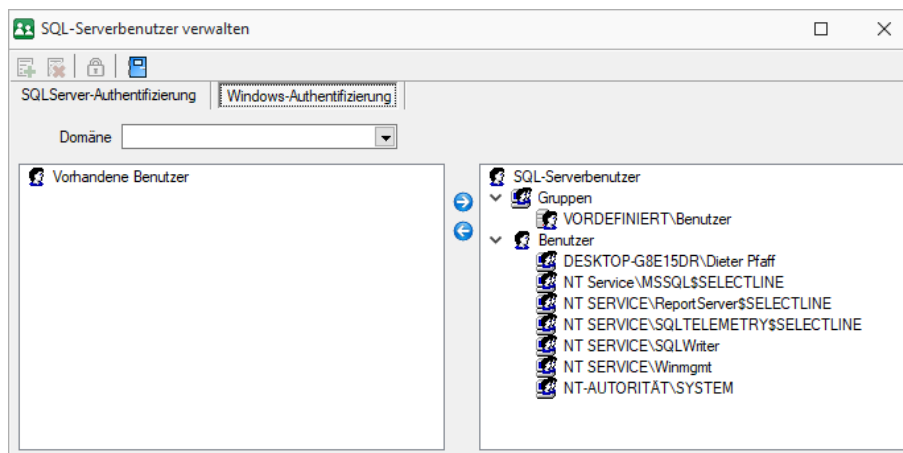 SQL-Serverbenutzer verwalten
SQLServer-Authentifizierung
Windows-Authentifizierung
Domäne
Vorhandene Benutzer
SQL-Serverbenutzer
Gruppen
VORDEFINIERT\Benutzer
Benutzer
DESKTOP-G8E15DR\Dieter Pfaff
NT Service\MSSQL$SELECTLINE
NT SERVICE\ReportServer$SELECTLINE
NT SERVICE\SQLTELEMETRY$SELECTLINE
NT SERVICE\SQLWriter
NT SERVICE\Winmgmt
NT-AUTORITÄT\SYSTEM